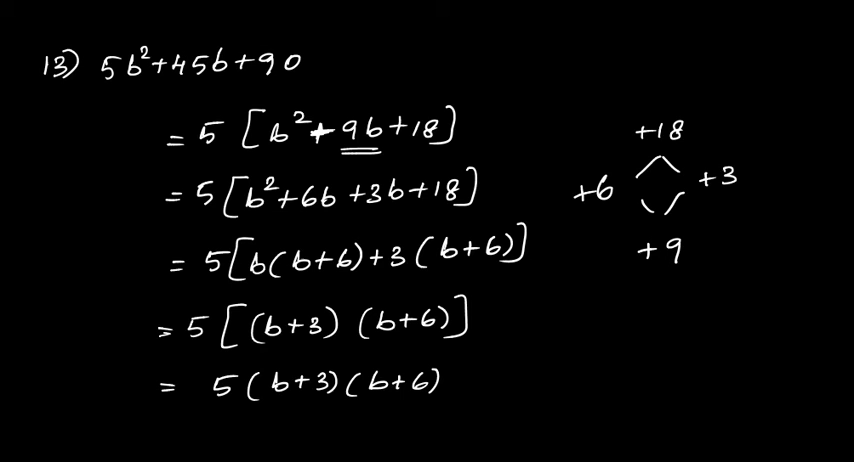 13) 5b²+45b+90
= 5 [b²+9b+18]
= 5[b²+6b+3b+18]
= 5[b(b+6)+3(b+6)]
= 5[(b+3) (b+6)]
= 5(b+3)(b+6)
+18
+6 +3
+9